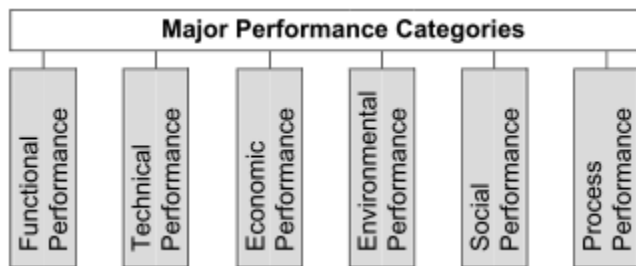 Major Performance Categories
Functional
Performance
Technical
Performance
Economic
Performance
Environmental
Performance
Social
Performance
Process
Performance